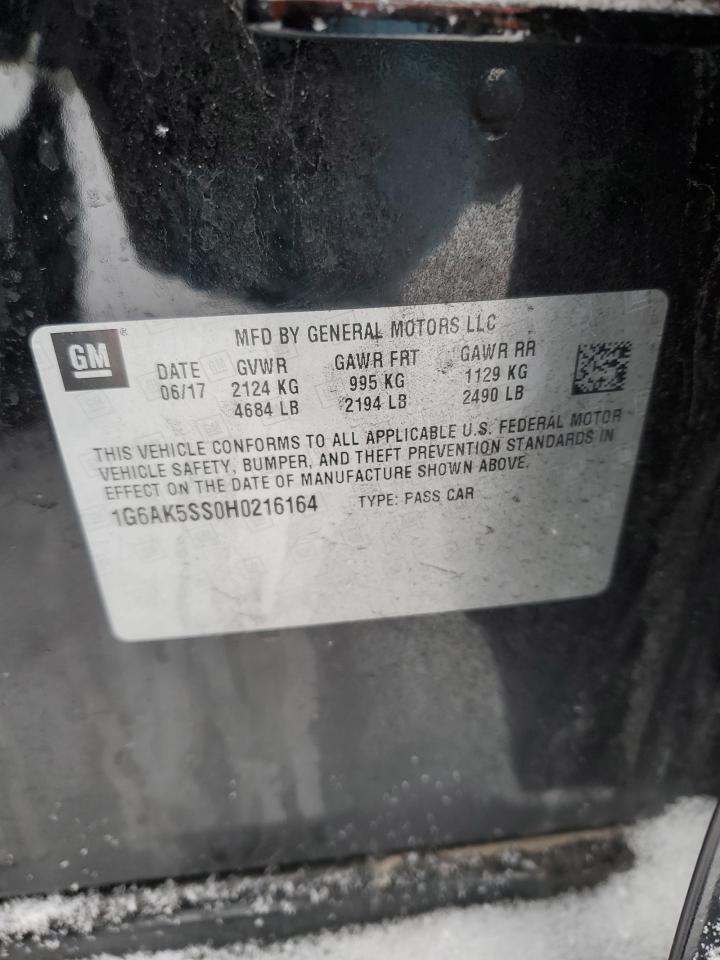 GM ®
MFD BY GENERAL MOTORS LLC
DATE GVWR GAWR FRT GAWR RR
06/17 2124 KG 995 KG 1129 KG
4684 LB 2194 LB 2490 LB
THIS VEHICLE CONFORMS TO ALL APPLICABLE U.S. FEDERAL MOTOR
VEHICLE SAFETY, BUMPER, AND THEFT PREVENTION STANDARDS IN
EFFECT ON THE DATE OF MANUFACTURE SHOWN ABOVE.
1G6AK5SS0H0216164 TYPE: PASS CAR